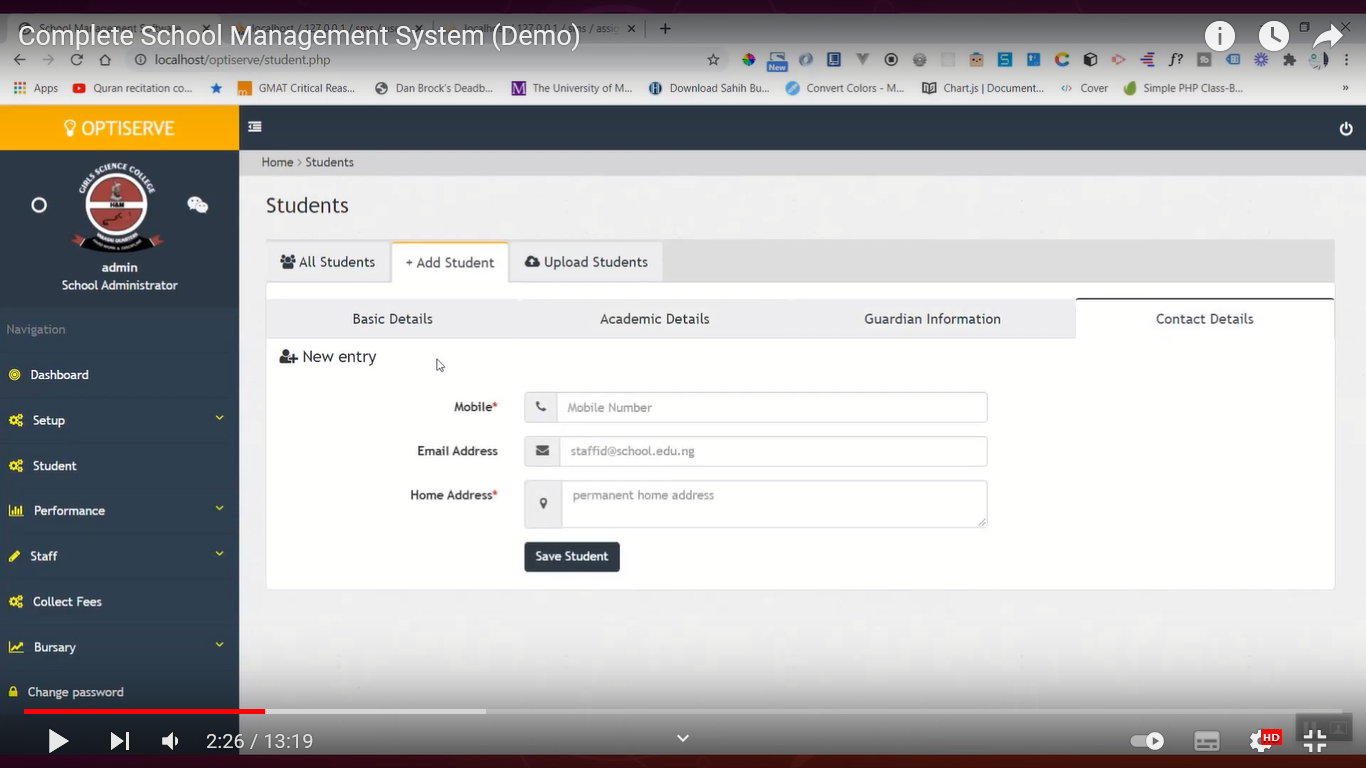 Complete School Management System (Demo)
localhost/optiserve/student.php
New
Apps
Quran recitation co...
GMAT Critical Reas...
Dan Brock's Deadb...
The University of M...
Download Sahih Bu...
Convert Colors - M...
Chart.js | Document...
Cover
Simple PHP Class-B...
»
OPTISERVE
Home > Students
GIRLS SCIENCE COLLEGE
admin
School Administrator
Students
All Students
+ Add Student
Upload Students
Basic Details
Academic Details
Guardian Information
Contact Details
New entry
Mobile*
Mobile Number
Email Address
staffid@school.edu.ng
Home Address*
permanent home address
Save Student
Navigation
Dashboard
Setup
Student
Performance
Staff
Collect Fees
Bursary
Change password
2:26 / 13:19
HD